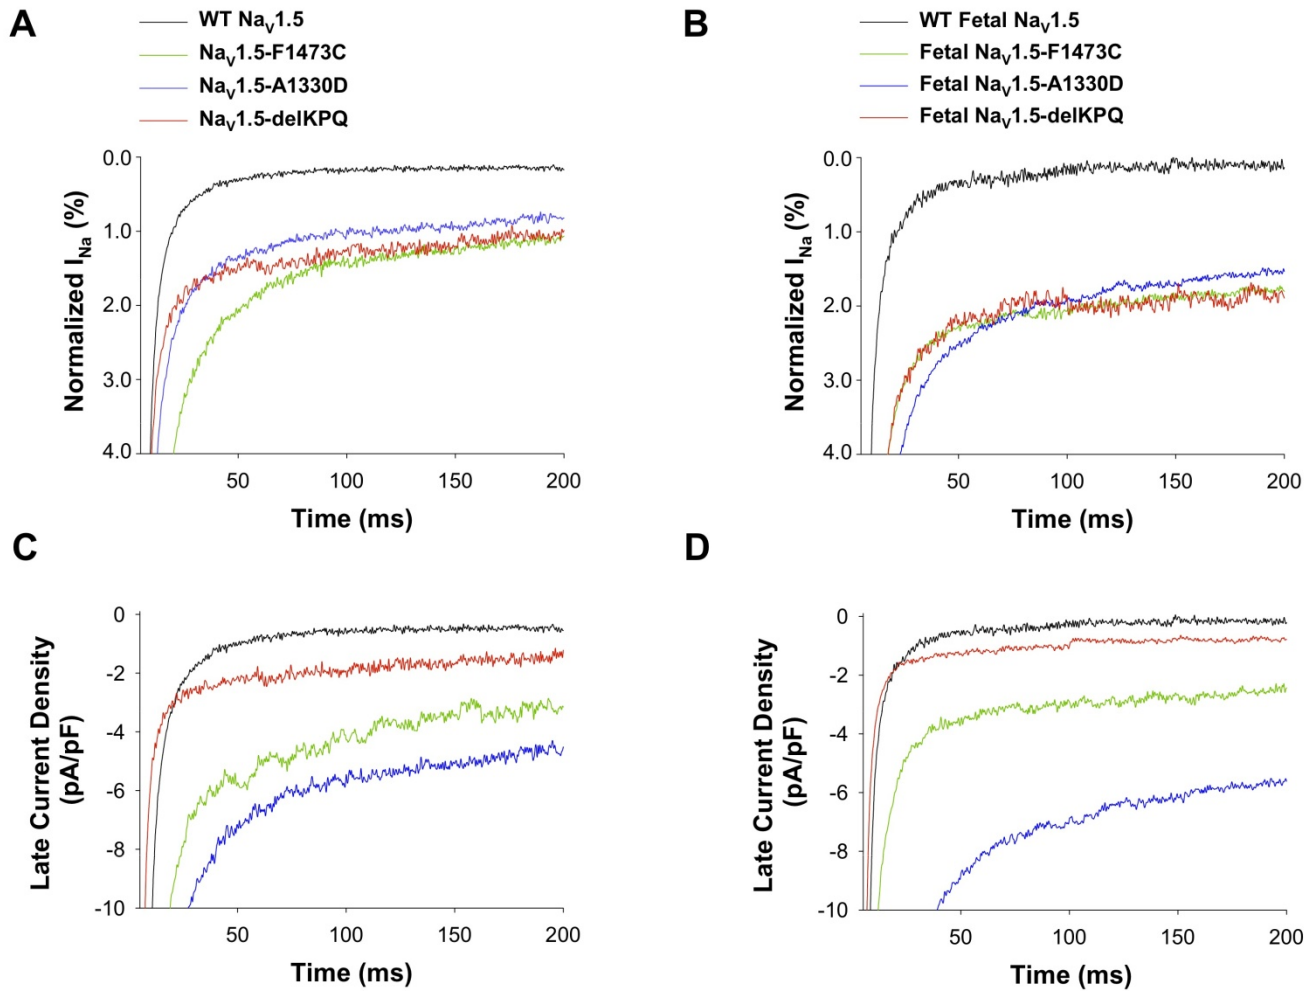 A
WT NaV1.5
NaV1.5-F1473C
NaV1.5-A1330D
NaV1.5-delKPQ
Normalized INa (%)
0.0
1.0
2.0
3.0
4.0
50 100 150 200
Time (ms)
B
WT Fetal NaV1.5
Fetal NaV1.5-F1473C
Fetal NaV1.5-A1330D
Fetal NaV1.5-delKPQ
Normalized INa (%)
0.0
1.0
2.0
3.0
4.0
50 100 150 200
Time (ms)
C
Late Current Density
(pA/pF)
0
-2
-4
-6
-8
-10
50 100 150 200
Time (ms)
D
Late Current Density
(pA/pF)
0
-2
-4
-6
-8
-10
50 100 150 200
Time (ms)